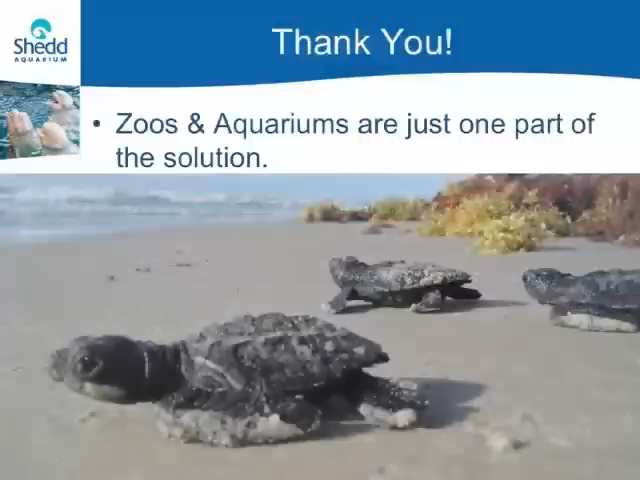 Shedd
AQUARIUM
Thank You!
• Zoos & Aquariums are just one part of
the solution.